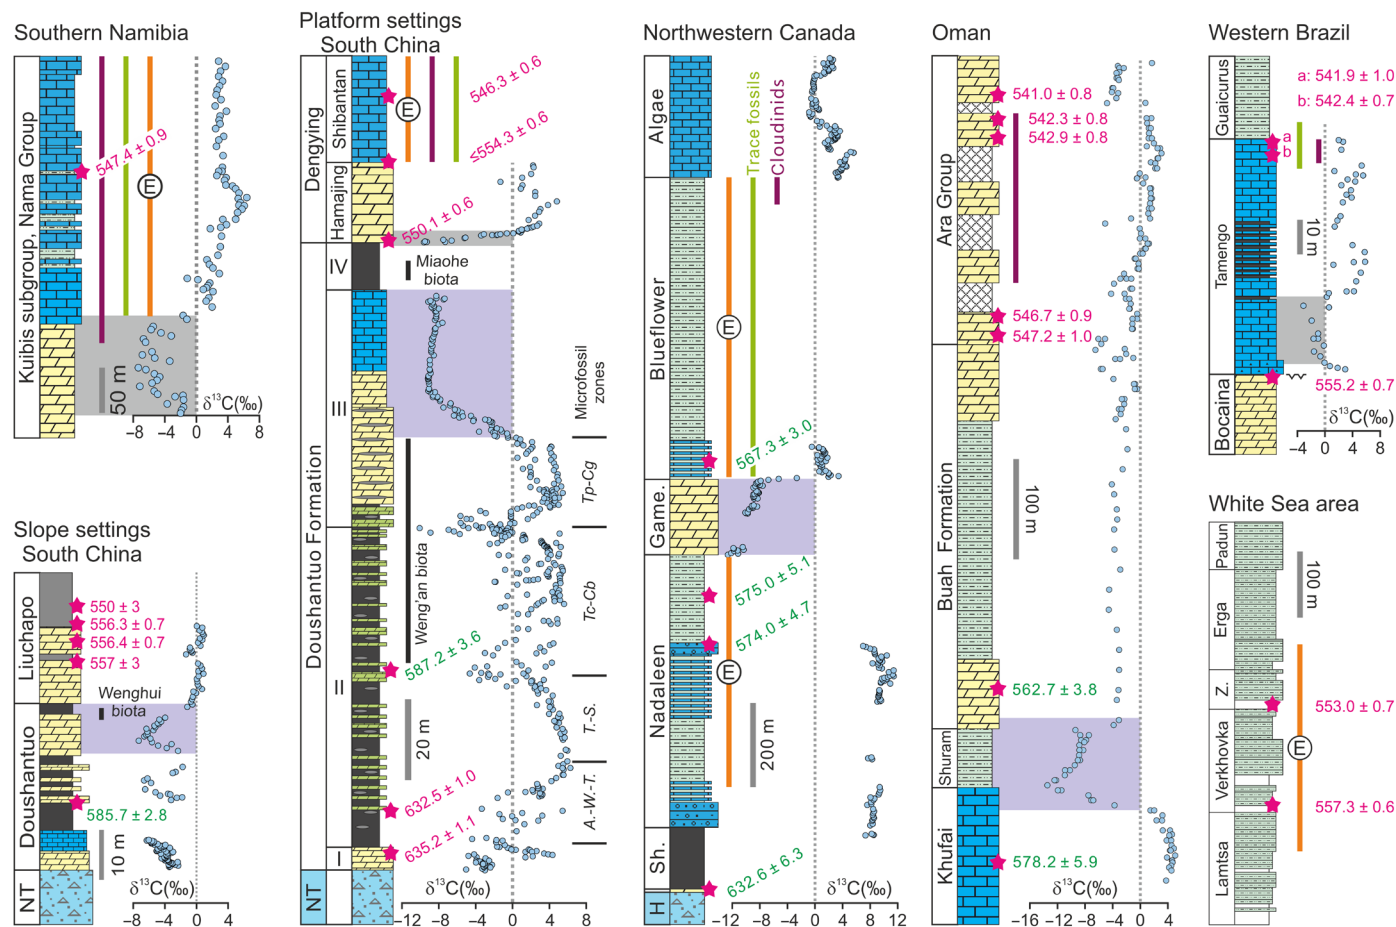 Southern Namibia
Kuibis subgroup, Nama Group
547.4 ± 0.9
E
50 m
δ¹³C(‰)
−8 −4 0 4 8
Slope settings
South China
Liuchapo
Doushantuo
NT
550 ± 3
556.3 ± 0.7
556.4 ± 0.7
557 ± 3
Wenghui
biota
585.7 ± 2.8
10 m
δ¹³C(‰)
−8 −4 0 4
Platform settings
South China
Dengying
Shibantan
Hamajing
Doushantuo Formation
IV
III
II
I
NT
E
546.3 ± 0.6
≤554.3 ± 0.6
550.1 ± 0.6
Miaohe
biota
Weng'an biota
587.2 ± 3.6
20 m
632.5 ± 1.0
635.2 ± 1.1
Microfossil
zones
Tp-Cg
Tc-Cb
T.-S.
A.-W.-T.
δ¹³C(‰)
−12 −8 −4 0 4 8
Northwestern Canada
Algae
Blueflower
Game.
Nadaleen
Sh.
H
Trace fossils
Cloudinids
E
567.3 ± 3.0
575.0 ± 5.1
574.0 ± 4.7
E
200 m
632.6 ± 6.3
δ¹³C(‰)
−12 −8 −4 0 4 8 12
Oman
Ara Group
Buah Formation
Shuram
Khufai
541.0 ± 0.8
542.3 ± 0.8
542.9 ± 0.8
546.7 ± 0.9
547.2 ± 1.0
100 m
562.7 ± 3.8
578.2 ± 5.9
δ¹³C(‰)
−16 −12 −8 −4 0 4
Western Brazil
Guaicurus
Tamengo
Bocaina
a: 541.9 ± 1.0
b: 542.4 ± 0.7
a
b
10 m
555.2 ± 0.7
δ¹³C(‰)
−4 0 4 8
White Sea area
Padun
Erga
Z.
Verkhovka
Lamtsa
100 m
553.0 ± 0.7
E
557.3 ± 0.6